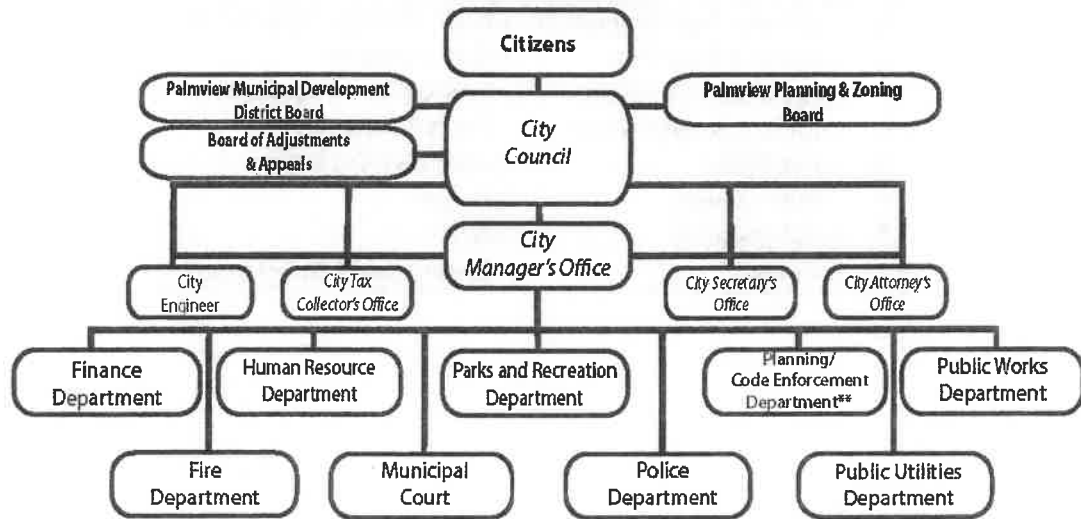 Citizens
Palmview Municipal Development
District Board
Palmview Planning & Zoning
Board
City
Council
Board of Adjustments
& Appeals
City
Manager's Office
City
Engineer
City Tax
Collector's Office
City Secretary's
Office
City Attorney's
Office
Finance
Department
Human Resource
Department
Parks and Recreation
Department
Planning/
Code Enforcement
Department**
Public Works
Department
Fire
Department
Municipal
Court
Police
Department
Public Utilities
Department